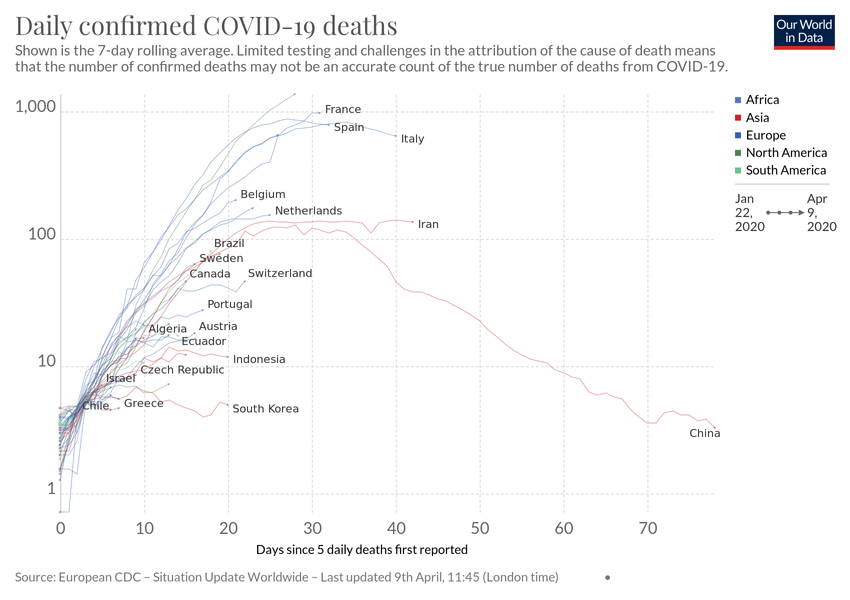 Daily confirmed COVID-19 deaths
Shown is the 7-day rolling average. Limited testing and challenges in the attribution of the cause of death means
that the number of confirmed deaths may not be an accurate count of the true number of deaths from COVID-19.
Our World
in Data
1,000
100
10
1
France
Spain
Italy
Belgium
Netherlands
Iran
Brazil
Sweden
Canada
Switzerland
Portugal
Algeria
Austria
Ecuador
Indonesia
Czech Republic
Israel
Chile
Greece
South Korea
China
Africa
Asia
Europe
North America
South America
Jan
22,
2020
Apr
9,
2020
0
10
20
30
40
50
60
70
Days since 5 daily deaths first reported
Source: European CDC – Situation Update Worldwide – Last updated 9th April, 11:45 (London time)